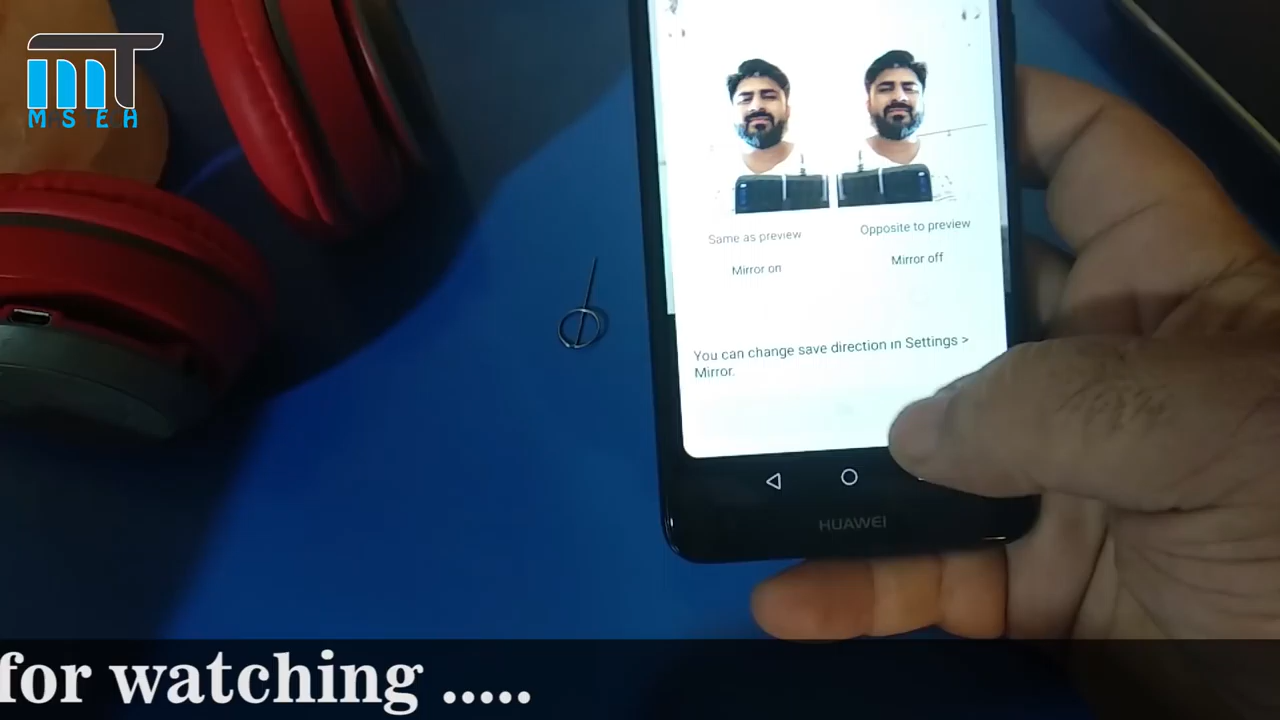 mT
MSEH
Same as preview
Opposite to preview
Mirror on
Mirror off
You can change save direction in Settings >
Mirror.
HUAWEI
for watching .....